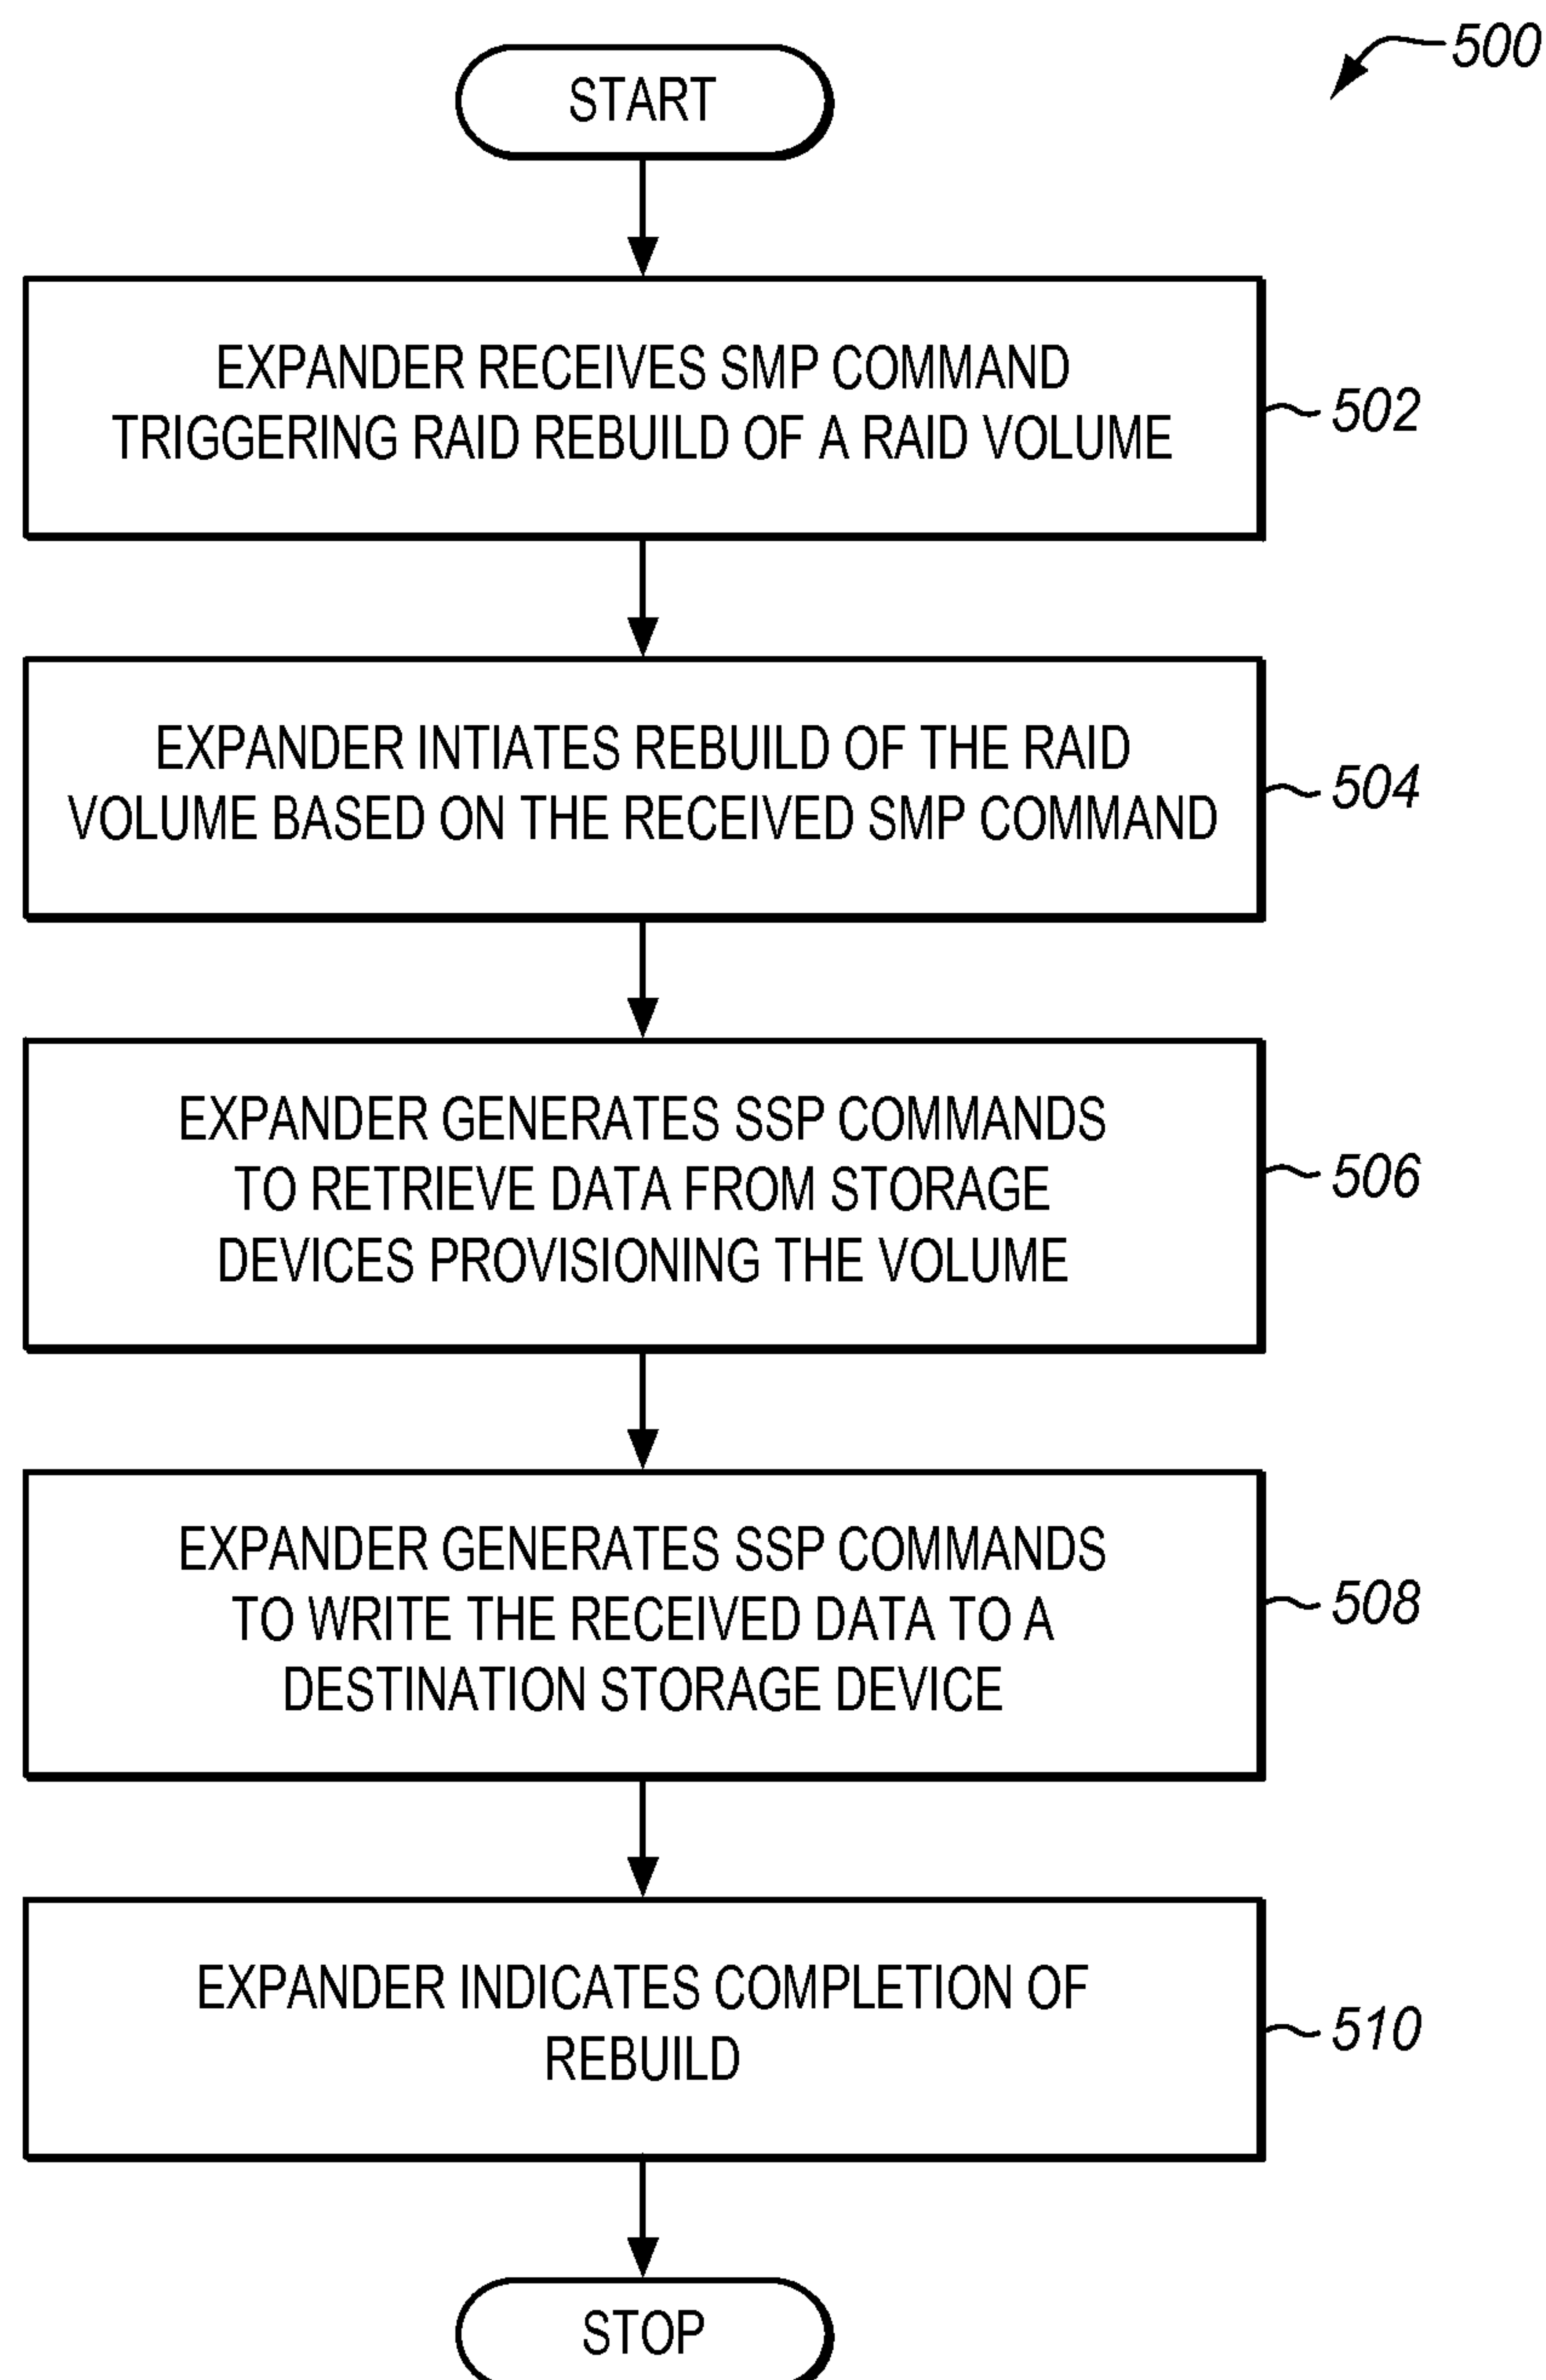 500
START
EXPANDER RECEIVES SMP COMMAND
TRIGGERING RAID REBUILD OF A RAID VOLUME
502
EXPANDER INTIATES REBUILD OF THE RAID
VOLUME BASED ON THE RECEIVED SMP COMMAND
504
EXPANDER GENERATES SSP COMMANDS
TO RETRIEVE DATA FROM STORAGE
DEVICES PROVISIONING THE VOLUME
506
EXPANDER GENERATES SSP COMMANDS
TO WRITE THE RECEIVED DATA TO A
DESTINATION STORAGE DEVICE
508
EXPANDER INDICATES COMPLETION OF
REBUILD
510
STOP